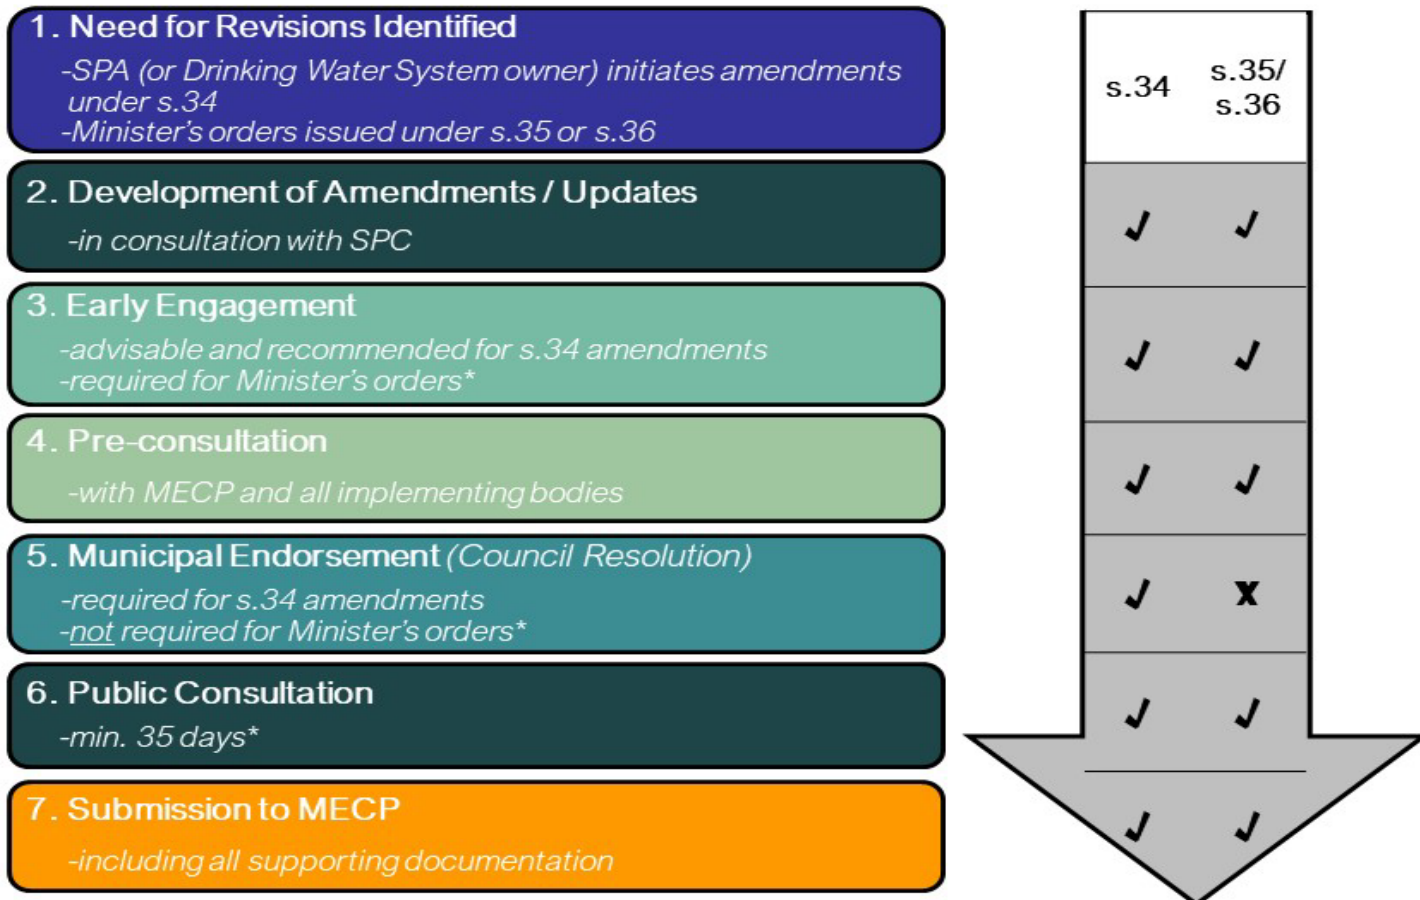 1. Need for Revisions Identified
-SPA (or Drinking Water System owner) initiates amendments
under s.34
-Minister's orders issued under s.35 or s.36
2. Development of Amendments / Updates
-in consultation with SPC
3. Early Engagement
-advisable and recommended for s.34 amendments
-required for Minister's orders*
4. Pre-consultation
-with MECP and all implementing bodies
5. Municipal Endorsement (Council Resolution)
-required for s.34 amendments
-not required for Minister's orders*
6. Public Consultation
-min. 35 days*
7. Submission to MECP
-including all supporting documentation
s.34
s.35/
s.36
✓ ✓
✓ ✓
✓ ✓
✓ x
✓ ✓
✓ ✓